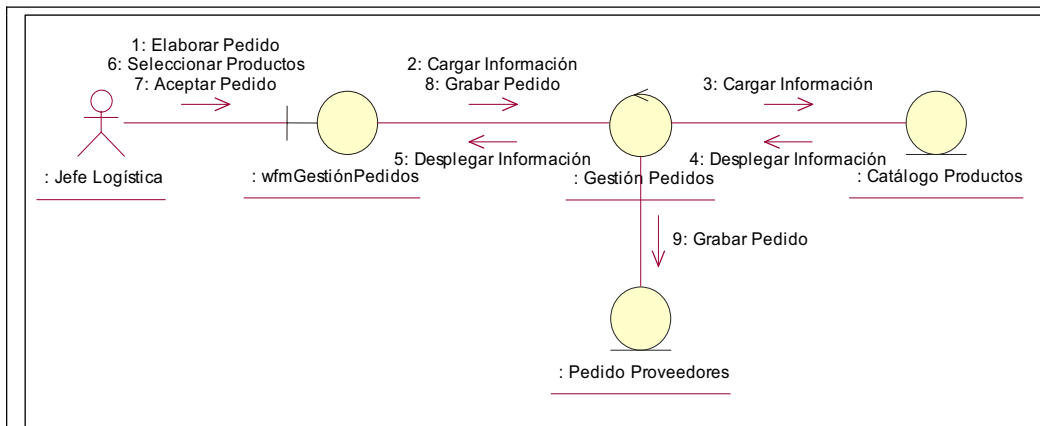 1: Elaborar Pedido
6: Seleccionar Productos
7: Aceptar Pedido
2: Cargar Información
8: Grabar Pedido
3: Cargar Información
5: Desplegar Información
4: Desplegar Información
: Jefe Logística
: wfmGestiónPedidos
: Gestión Pedidos
: Catálogo Productos
9: Grabar Pedido
: Pedido Proveedores